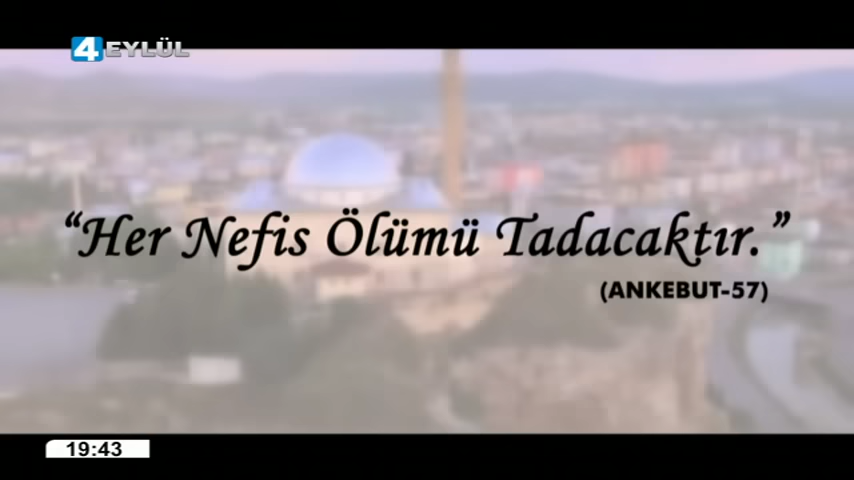 4 EYLÜL
“Her Nefis Ölümü Tadacaktır.”
(ANKEBUT-57)
19:43